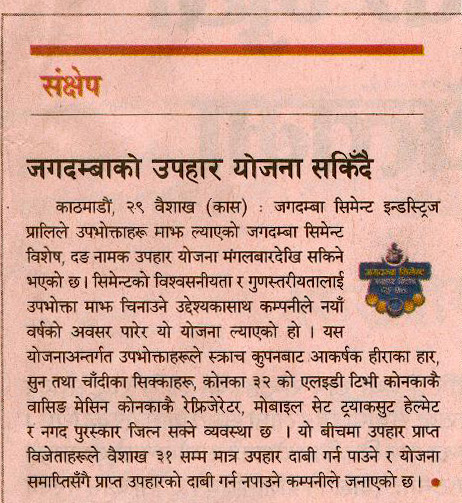 संक्षेप
जगदम्बाको उपहार योजना सकिँदै
काठमाडौं, २९ वैशाख (कास) : जगदम्बा सिमेन्ट इन्डस्ट्रिज
प्रालिले उपभोक्ताहरू माझ ल्याएको जगदम्बा सिमेन्ट
विशेष, दङ नामक उपहार योजना मंगलबारदेखि सकिने
भएको छ । सिमेन्टको विश्वसनीयता र गुणस्तरीयतालाई
उपभोक्ता माझ चिनाउने उद्देश्यकासाथ कम्पनीले नयाँ
वर्षको अवसर पारेर यो योजना ल्याएको हो । यस
योजनाअन्तर्गत उपभोक्ताहरूले स्क्राच कुपनबाट आकर्षक हीराका हार,
सुन तथा चाँदीका सिक्काहरू, कोनका ३२ को एलइडी टिभी कोनकाकै
वासिङ मेसिन कोनकाकै रेफ्रिजेरेटर, मोबाइल सेट ट्र्याकसुट हेल्मेट
र नगद पुरस्कार जित्न सक्ने व्यवस्था छ । यो बीचमा उपहार प्राप्त
विजेताहरूले वैशाख ३१ सम्म मात्र उपहार दाबी गर्न पाउने र योजना
समाप्तिसँगै प्राप्त उपहारको दाबी गर्न नपाउने कम्पनीले जनाएको छ ।
जगदम्बा सिमेन्ट